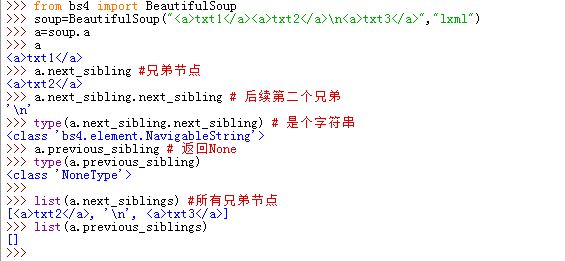 >>> from bs4 import BeautifulSoup
>>> soup=BeautifulSoup("<a>txt1</a><a>txt2</a>\n<a>txt3</a>","lxml")
>>> a=soup.a
>>> a
<a>txt1</a>
>>> a.next_sibling #兄弟节点
<a>txt2</a>
>>> a.next_sibling.next_sibling # 后续第二个兄弟
'\n'
>>> type(a.next_sibling.next_sibling) # 是个字符串
<class 'bs4.element.NavigableString'>
>>> a.previous_sibling # 返回None
>>> type(a.previous_sibling)
<class 'NoneType'>
>>>
>>> list(a.next_siblings) #所有兄弟节点
[<a>txt2</a>, '\n', <a>txt3</a>]
>>> list(a.previous_siblings)
[]
>>>